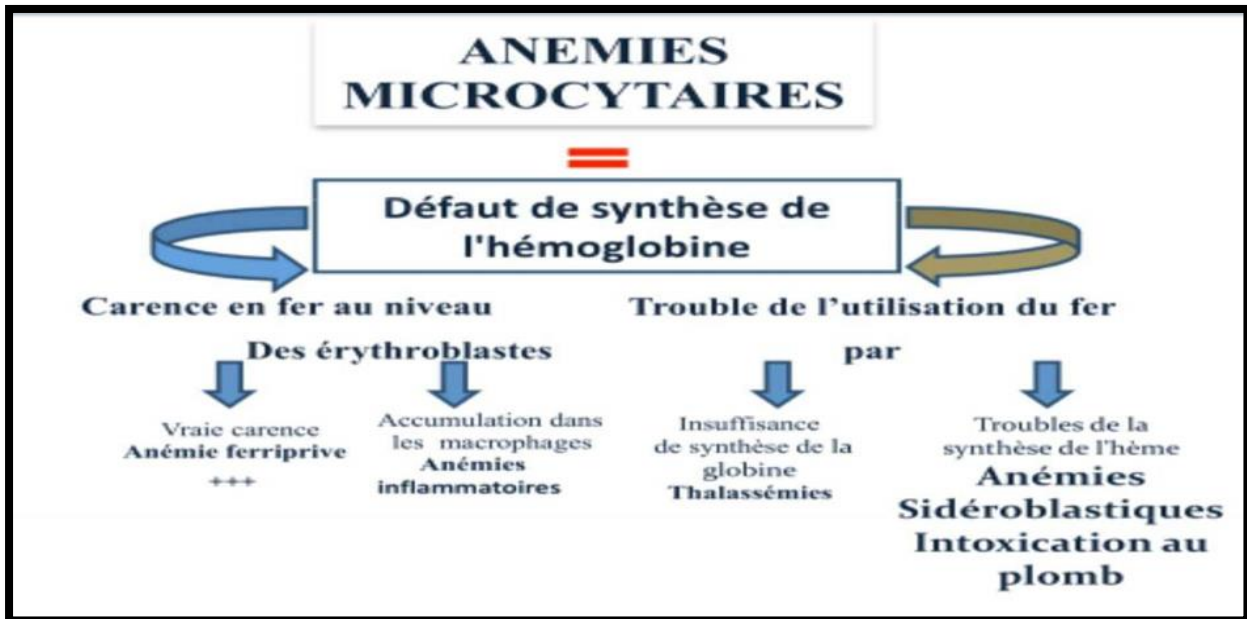 ANEMIES
MICROCYTAIRES
=
Défaut de synthèse de
l'hémoglobine
Carence en fer au niveau
Des érythroblastes
Trouble de l'utilisation du fer
par
Vraie carence
Anémie ferriprive
+++
Accumulation dans
les macrophages
Anémies
inflammatoires
Insuffisance
de synthèse de la
globine
Thalassémies
Troubles de la
synthèse de l'hème
Anémies
Sidéroblastiques
Intoxication au
plomb